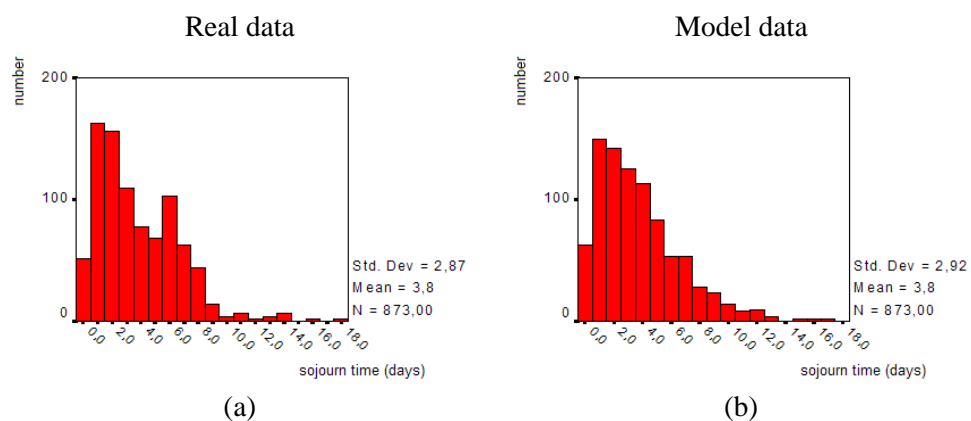 Real data
number
200
100
0
0,0 2,0 4,0 6,0 8,0 10,0 12,0 14,0 16,0 18,0
Std. Dev = 2,87
Mean = 3,8
N = 873,00
sojourn time (days)
(a)
Model data
number
200
100
0
0,0 2,0 4,0 6,0 8,0 10,0 12,0 14,0 16,0 18,0
Std. Dev = 2,92
Mean = 3,8
N = 873,00
sojourn time (days)
(b)